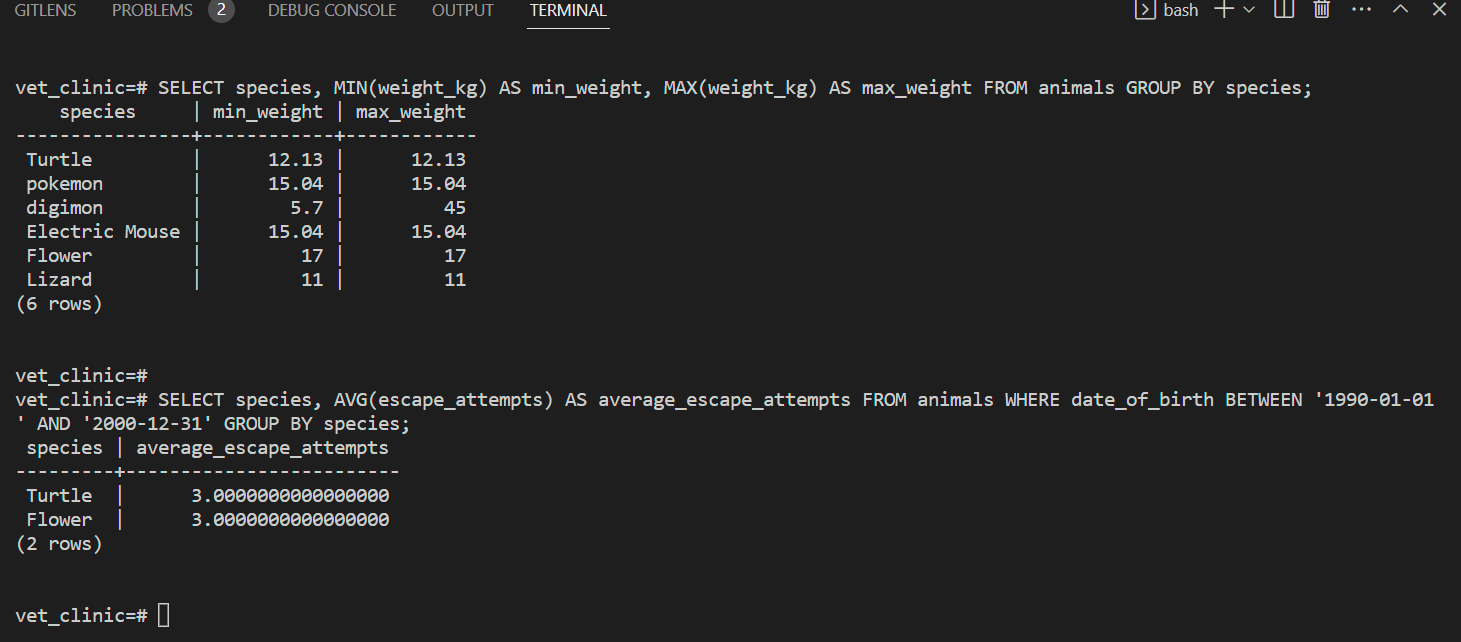 GITLENS PROBLEMS 2 DEBUG CONSOLE OUTPUT TERMINAL bash
vet_clinic=# SELECT species, MIN(weight_kg) AS min_weight, MAX(weight_kg) AS max_weight FROM animals GROUP BY species;
    species     | min_weight | max_weight
----------------+------------+------------
 Turtle         |      12.13 |      12.13
 pokemon        |      15.04 |      15.04
 digimon        |        5.7 |         45
 Electric Mouse |      15.04 |      15.04
 Flower         |         17 |         17
 Lizard         |         11 |         11
(6 rows)
vet_clinic=#
vet_clinic=# SELECT species, AVG(escape_attempts) AS average_escape_attempts FROM animals WHERE date_of_birth BETWEEN '1990-01-01
' AND '2000-12-31' GROUP BY species;
 species | average_escape_attempts
---------+-------------------------
 Turtle  |      3.0000000000000000
 Flower  |      3.0000000000000000
(2 rows)
vet_clinic=#